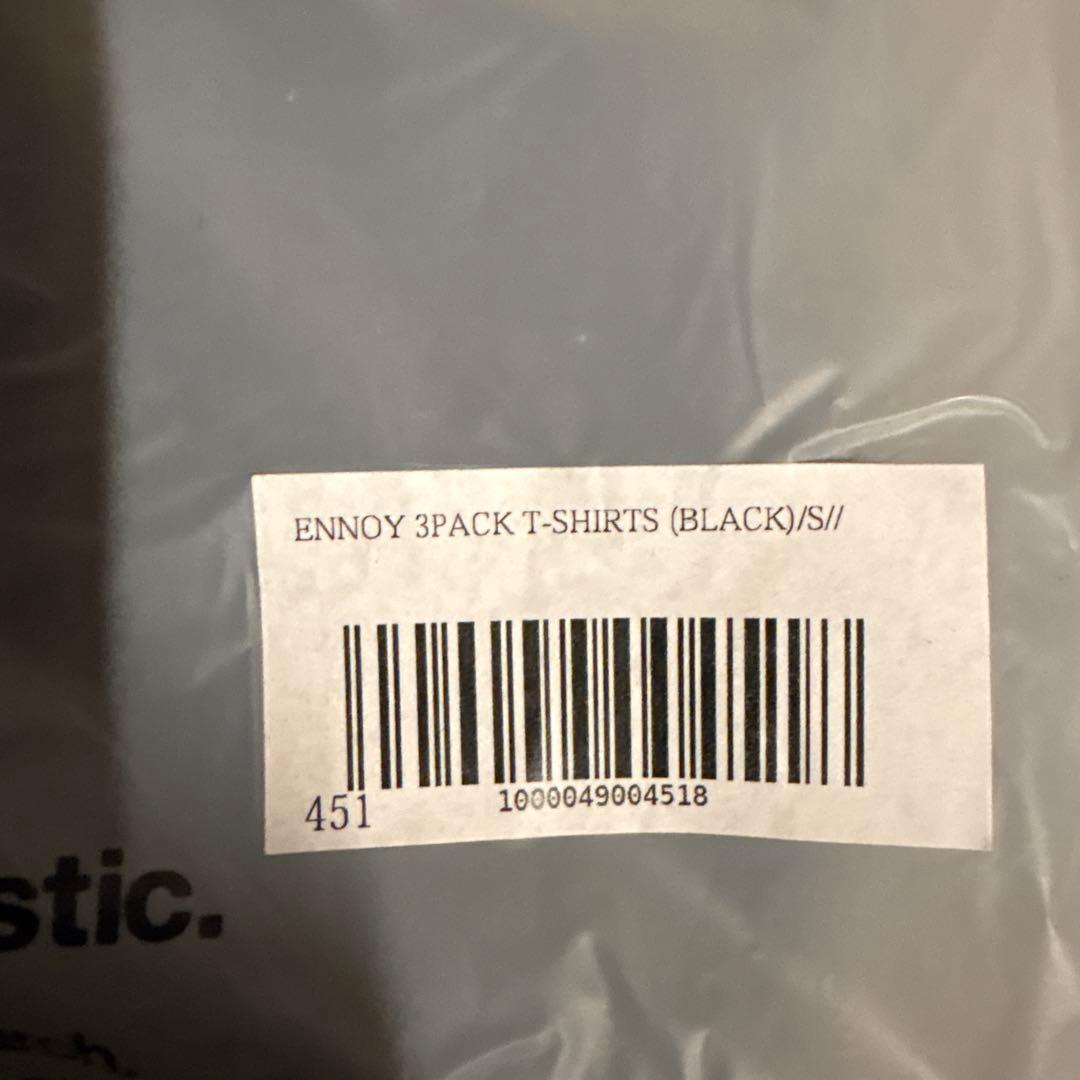 ENNOY 3PACK T-SHIRTS (BLACK)/S//
451
1000049004518
stic.